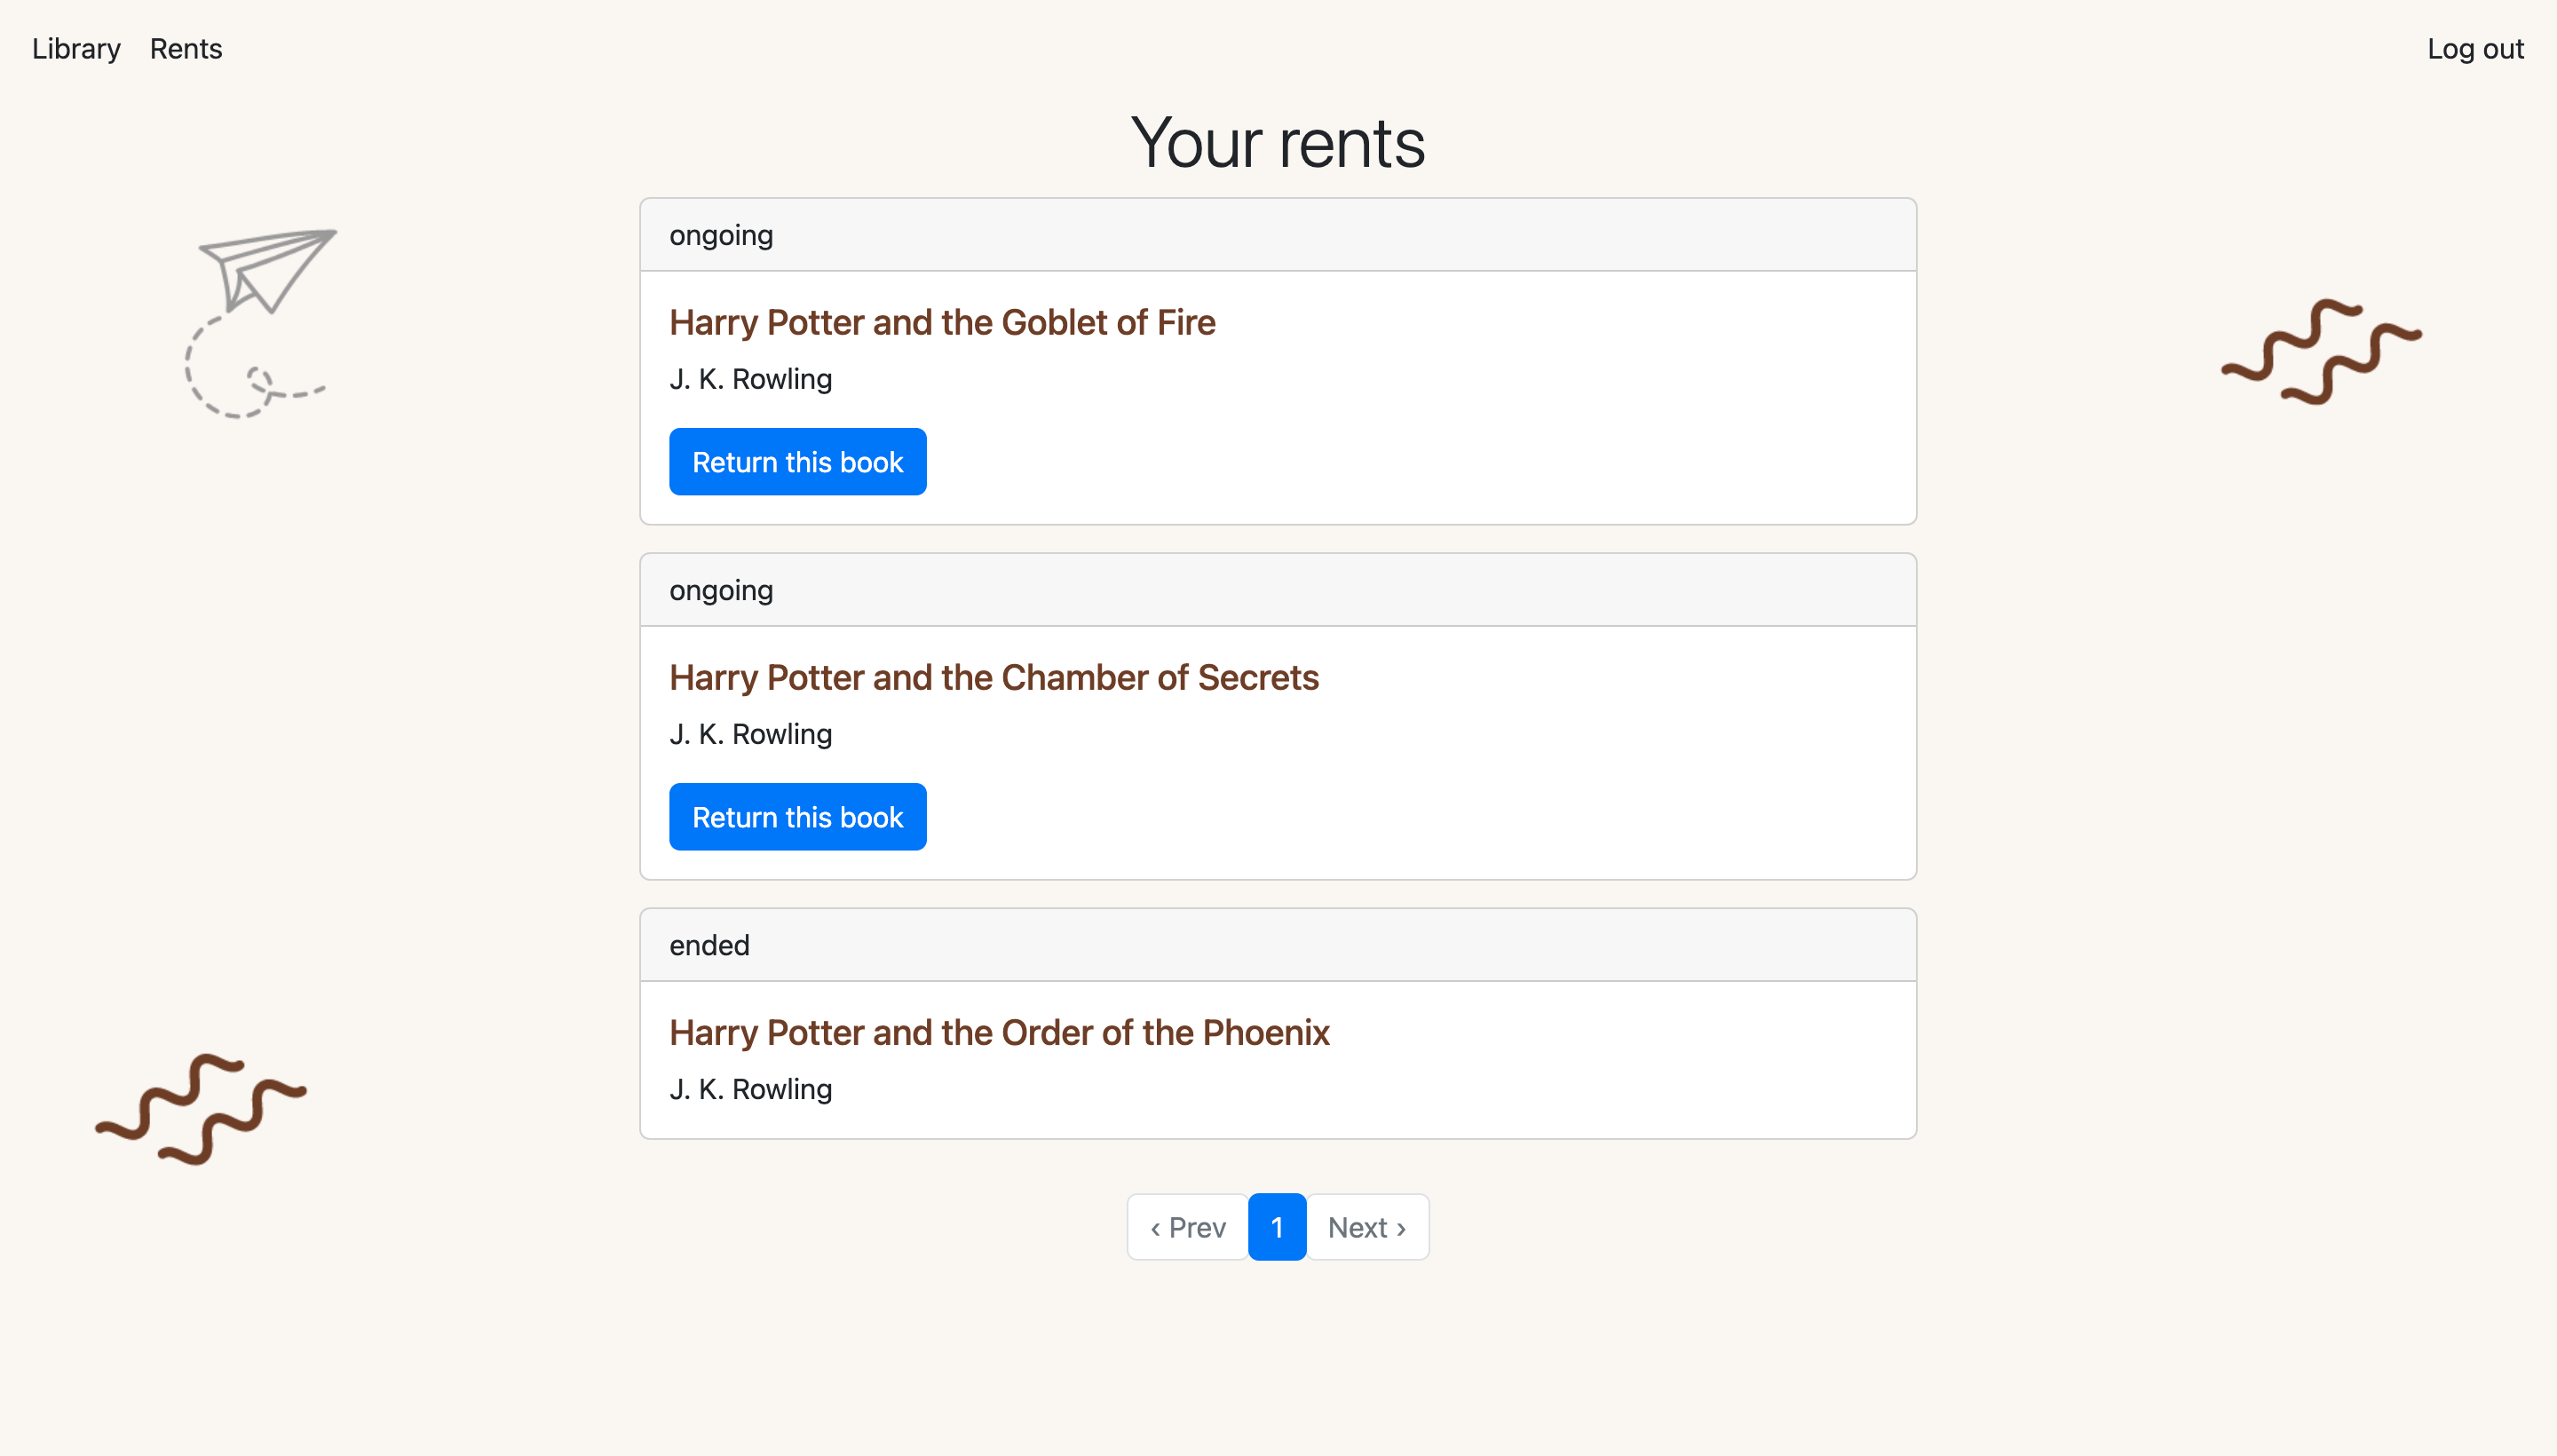 Library Rents Log out
Your rents
ongoing
Harry Potter and the Goblet of Fire
J. K. Rowling
Return this book
ongoing
Harry Potter and the Chamber of Secrets
J. K. Rowling
Return this book
ended
Harry Potter and the Order of the Phoenix
J. K. Rowling
‹ Prev 1 Next ›